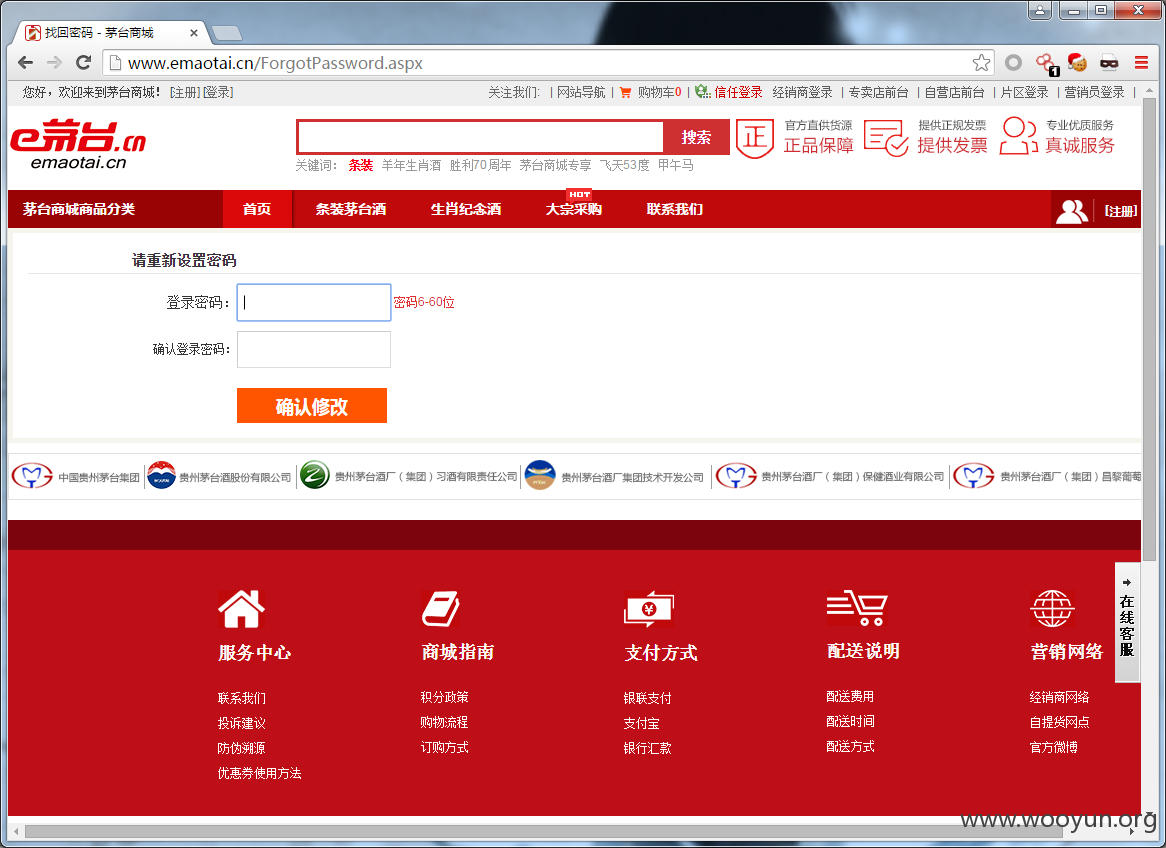 找回密码 - 茅台商城
www.emaotai.cn/ForgotPassword.aspx
1
您好，欢迎来到茅台商城！ [注册] [登录] 关注我们: | 网站导航 | 购物车0 | 信任登录 经销商登录 | 专卖店前台 | 自营店前台 | 片区登录 | 营销员登录 |
e茅台.cn
emaotai.cn
搜索
正 官方直供货源 正品保障
提供正规发票 提供发票
专业优质服务 真诚服务
关键词: 条装 羊年生肖酒 胜利70周年 茅台商城专享 飞天53度 甲午马
HOT
茅台商城商品分类 首页 条装茅台酒 生肖纪念酒 大宗采购 联系我们 [注册]
请重新设置密码
登录密码: 密码6-60位
确认登录密码:
确认修改
中国贵州茅台集团 贵州茅台酒股份有限公司 贵州茅台酒厂（集团）习酒有限责任公司 贵州茅台酒厂集团技术开发公司 贵州茅台酒厂（集团）保健酒业有限公司 贵州茅台酒厂（集团）昌黎葡萄
服务中心 商城指南 支付方式 配送说明 营销网络
联系我们 积分政策 银联支付 配送费用 经销商网络
投诉建议 购物流程 支付宝 配送时间 自提货网点
防伪溯源 订购方式 银行汇款 配送方式 官方微博
优惠券使用方法
在线客服
www.wooyun.org